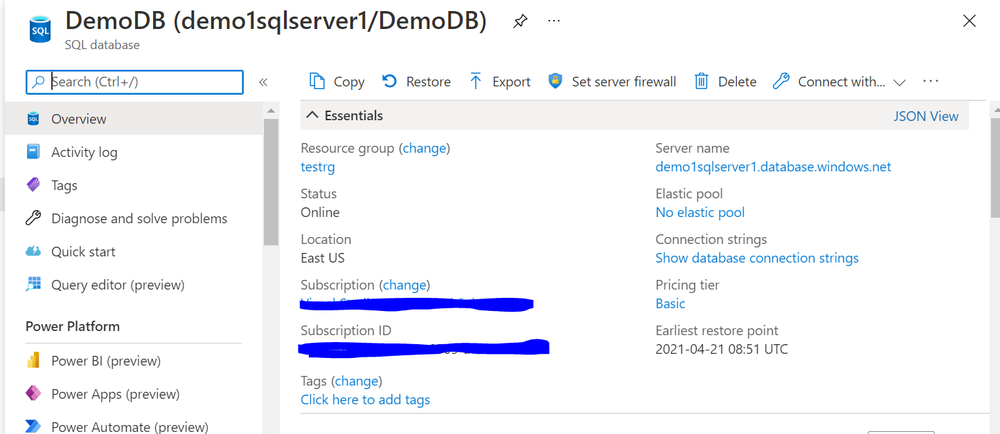 DemoDB (demo1sqlserver1/DemoDB)
SQL
SQL database
Search (Ctrl+/)
Copy
Restore
Export
Set server firewall
Delete
Connect with...
Overview
Activity log
Tags
Diagnose and solve problems
Quick start
Query editor (preview)
Power Platform
Power BI (preview)
Power Apps (preview)
Power Automate (preview)
Essentials
JSON View
Resource group (change)
testrg
Status
Online
Location
East US
Subscription (change)
Subscription ID
Tags (change)
Click here to add tags
Server name
demo1sqlserver1.database.windows.net
Elastic pool
No elastic pool
Connection strings
Show database connection strings
Pricing tier
Basic
Earliest restore point
2021-04-21 08:51 UTC